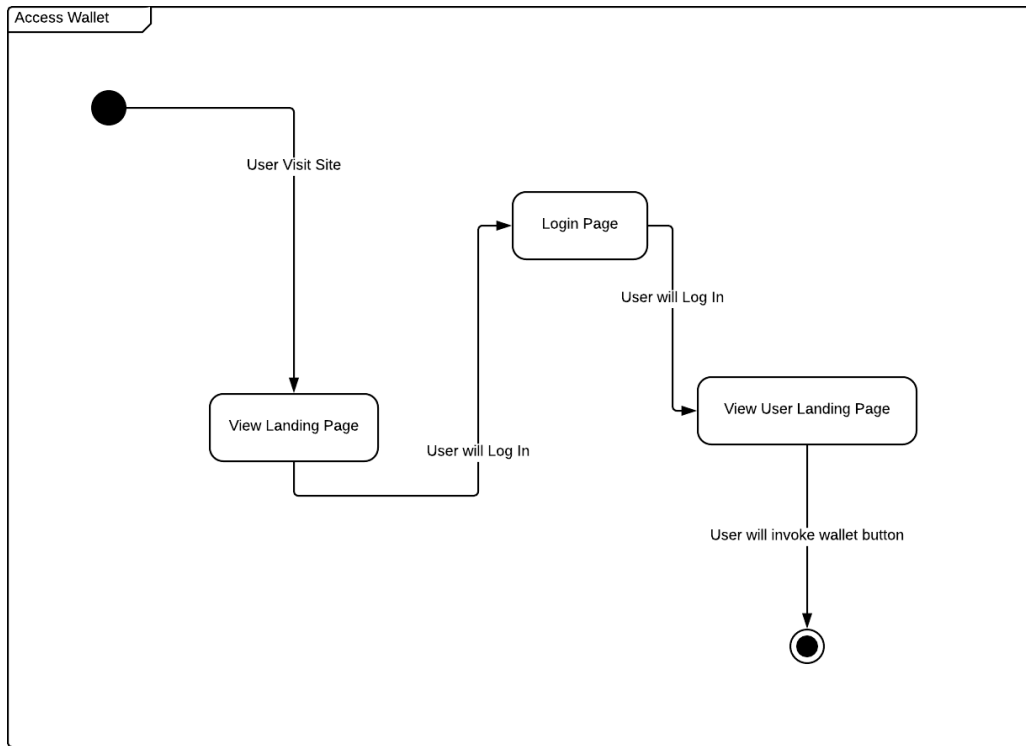 Access Wallet
User Visit Site
View Landing Page
User will Log In
Login Page
User will Log In
View User Landing Page
User will invoke wallet button